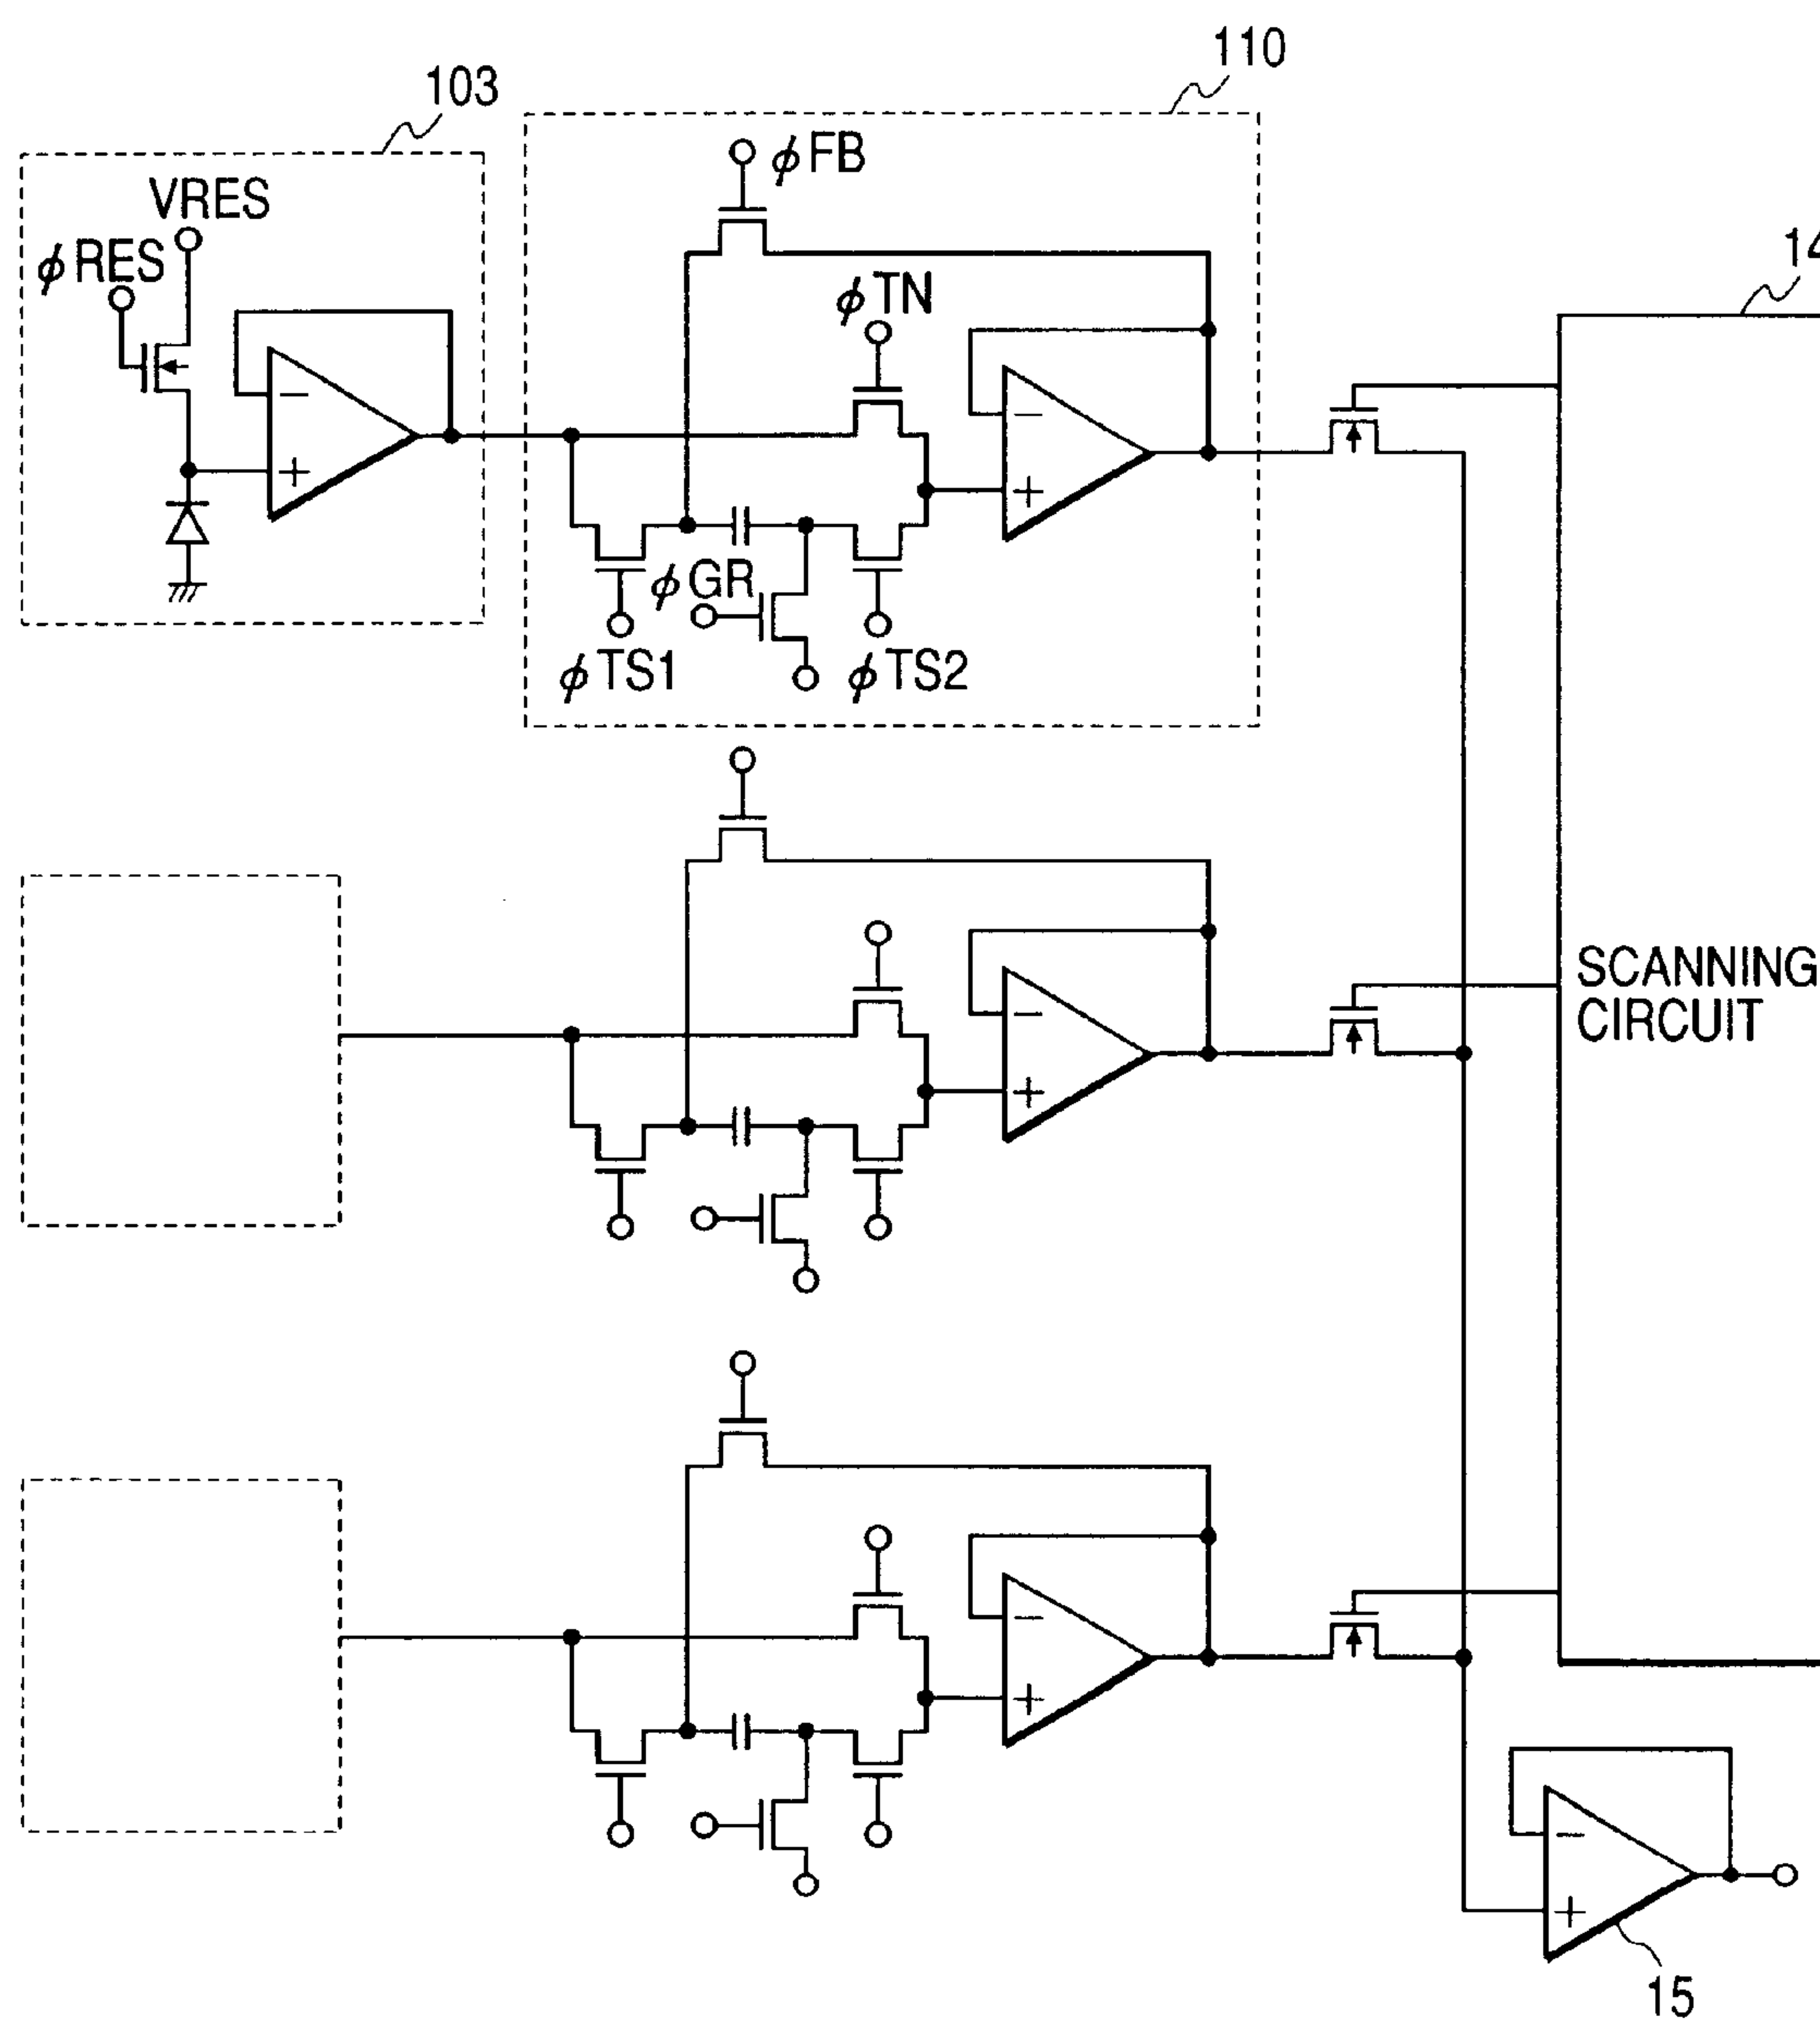 110
103
φFB
VRES
φRES
14
φTN
φGR
φTS1
φTS2
SCANNING
CIRCUIT
15